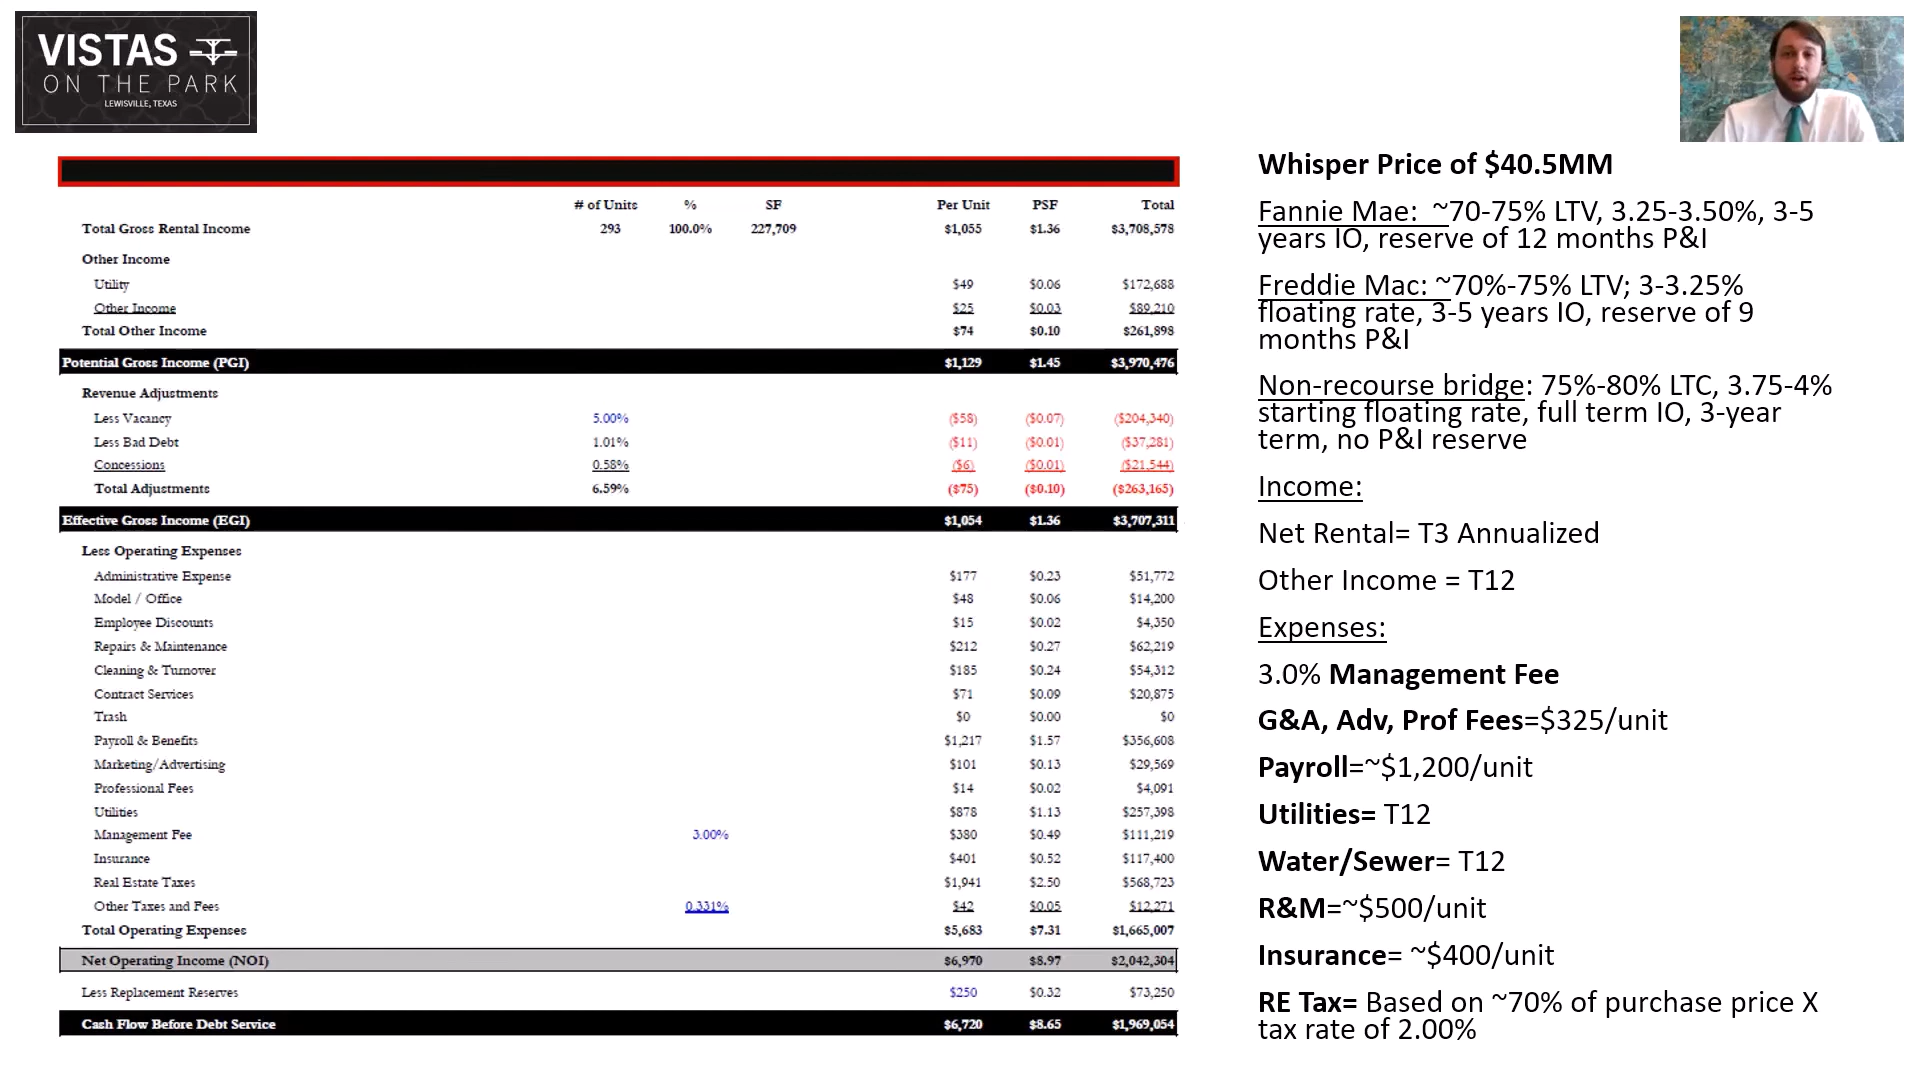 VISTAS
ON THE PARK
LEWISVILLE, TEXAS
# of Units % SF Per Unit PSF Total
Total Gross Rental Income 293 100.0% 227,709 $1,055 $1.36 $3,708,578
Other Income
Utility $49 $0.06 $172,688
Other Income $25 $0.03 $89,210
Total Other Income $74 $0.10 $261,898
Potential Gross Income (PGI) $1,129 $1.45 $3,970,476
Revenue Adjustments
Less Vacancy 5.00% ($58) ($0.07) ($204,340)
Less Bad Debt 1.01% ($11) ($0.01) ($37,281)
Concessions 0.58% ($6) ($0.01) ($21,544)
Total Adjustments 6.59% ($75) ($0.10) ($263,165)
Effective Gross Income (EGI) $1,054 $1.36 $3,707,311
Less Operating Expenses
Administrative Expense $177 $0.23 $51,772
Model / Office $48 $0.06 $14,200
Employee Discounts $15 $0.02 $4,350
Repairs & Maintenance $212 $0.27 $62,219
Cleaning & Turnover $185 $0.24 $54,312
Contract Services $71 $0.09 $20,875
Trash $0 $0.00 $0
Payroll & Benefits $1,217 $1.57 $356,608
Marketing/Advertising $101 $0.13 $29,569
Professional Fees $14 $0.02 $4,091
Utilities $878 $1.13 $257,398
Management Fee 3.00% $380 $0.49 $111,219
Insurance $401 $0.52 $117,400
Real Estate Taxes $1,941 $2.50 $568,723
Other Taxes and Fees 0.331% $42 $0.05 $12,271
Total Operating Expenses $5,683 $7.31 $1,665,007
Net Operating Income (NOI) $6,970 $8.97 $2,042,304
Less Replacement Reserves $250 $0.32 $73,250
Cash Flow Before Debt Service $6,720 $8.65 $1,969,054
Whisper Price of $40.5MM
Fannie Mae: ~70-75% LTV, 3.25-3.50%, 3-5
years IO, reserve of 12 months P&I
Freddie Mac: ~70%-75% LTV; 3-3.25%
floating rate, 3-5 years IO, reserve of 9
months P&I
Non-recourse bridge: 75%-80% LTC, 3.75-4%
starting floating rate, full term IO, 3-year
term, no P&I reserve
Income:
Net Rental= T3 Annualized
Other Income = T12
Expenses:
3.0% Management Fee
G&A, Adv, Prof Fees=$325/unit
Payroll=~$1,200/unit
Utilities= T12
Water/Sewer= T12
R&M=~$500/unit
Insurance= ~$400/unit
RE Tax= Based on ~70% of purchase price X
tax rate of 2.00%